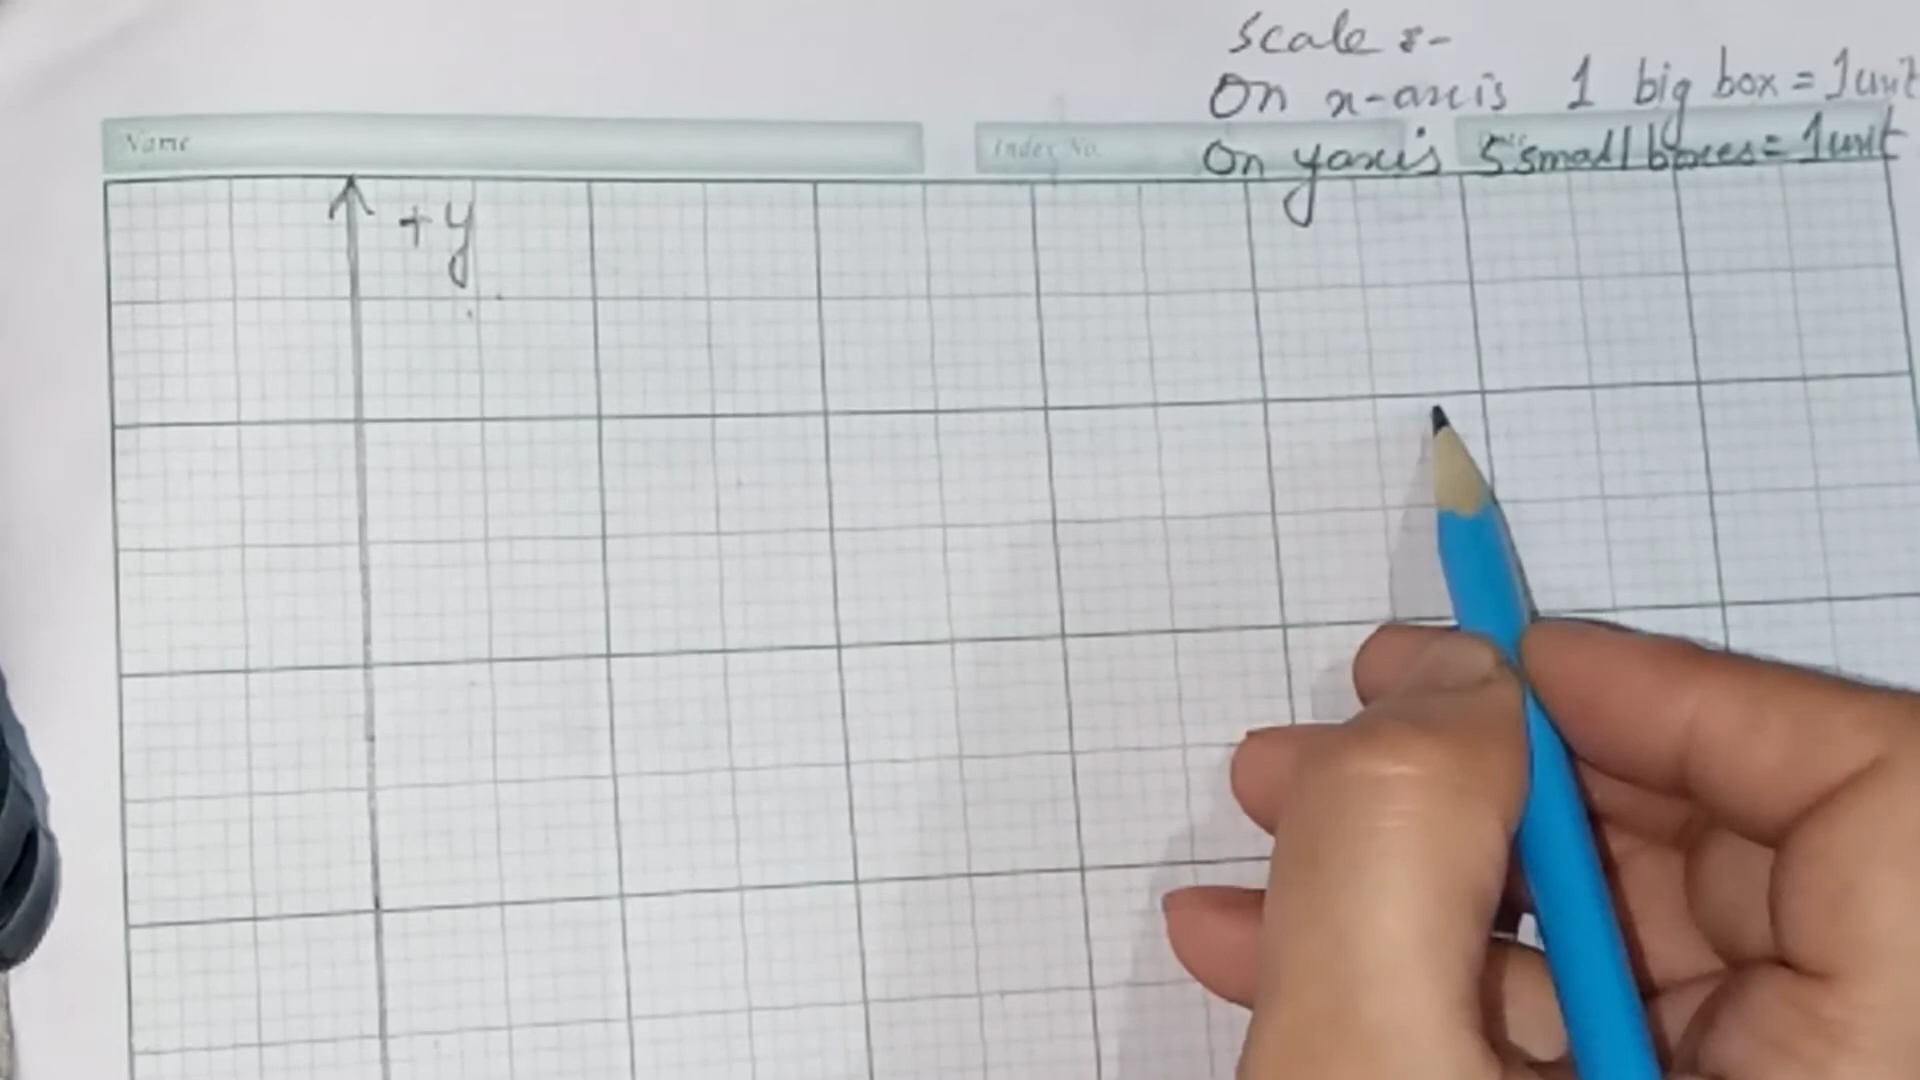 Scale :-
On x-axis 1 big box = 1 unit
Name
Index No.
On y axis 5 small boxes = 1 unit
+y